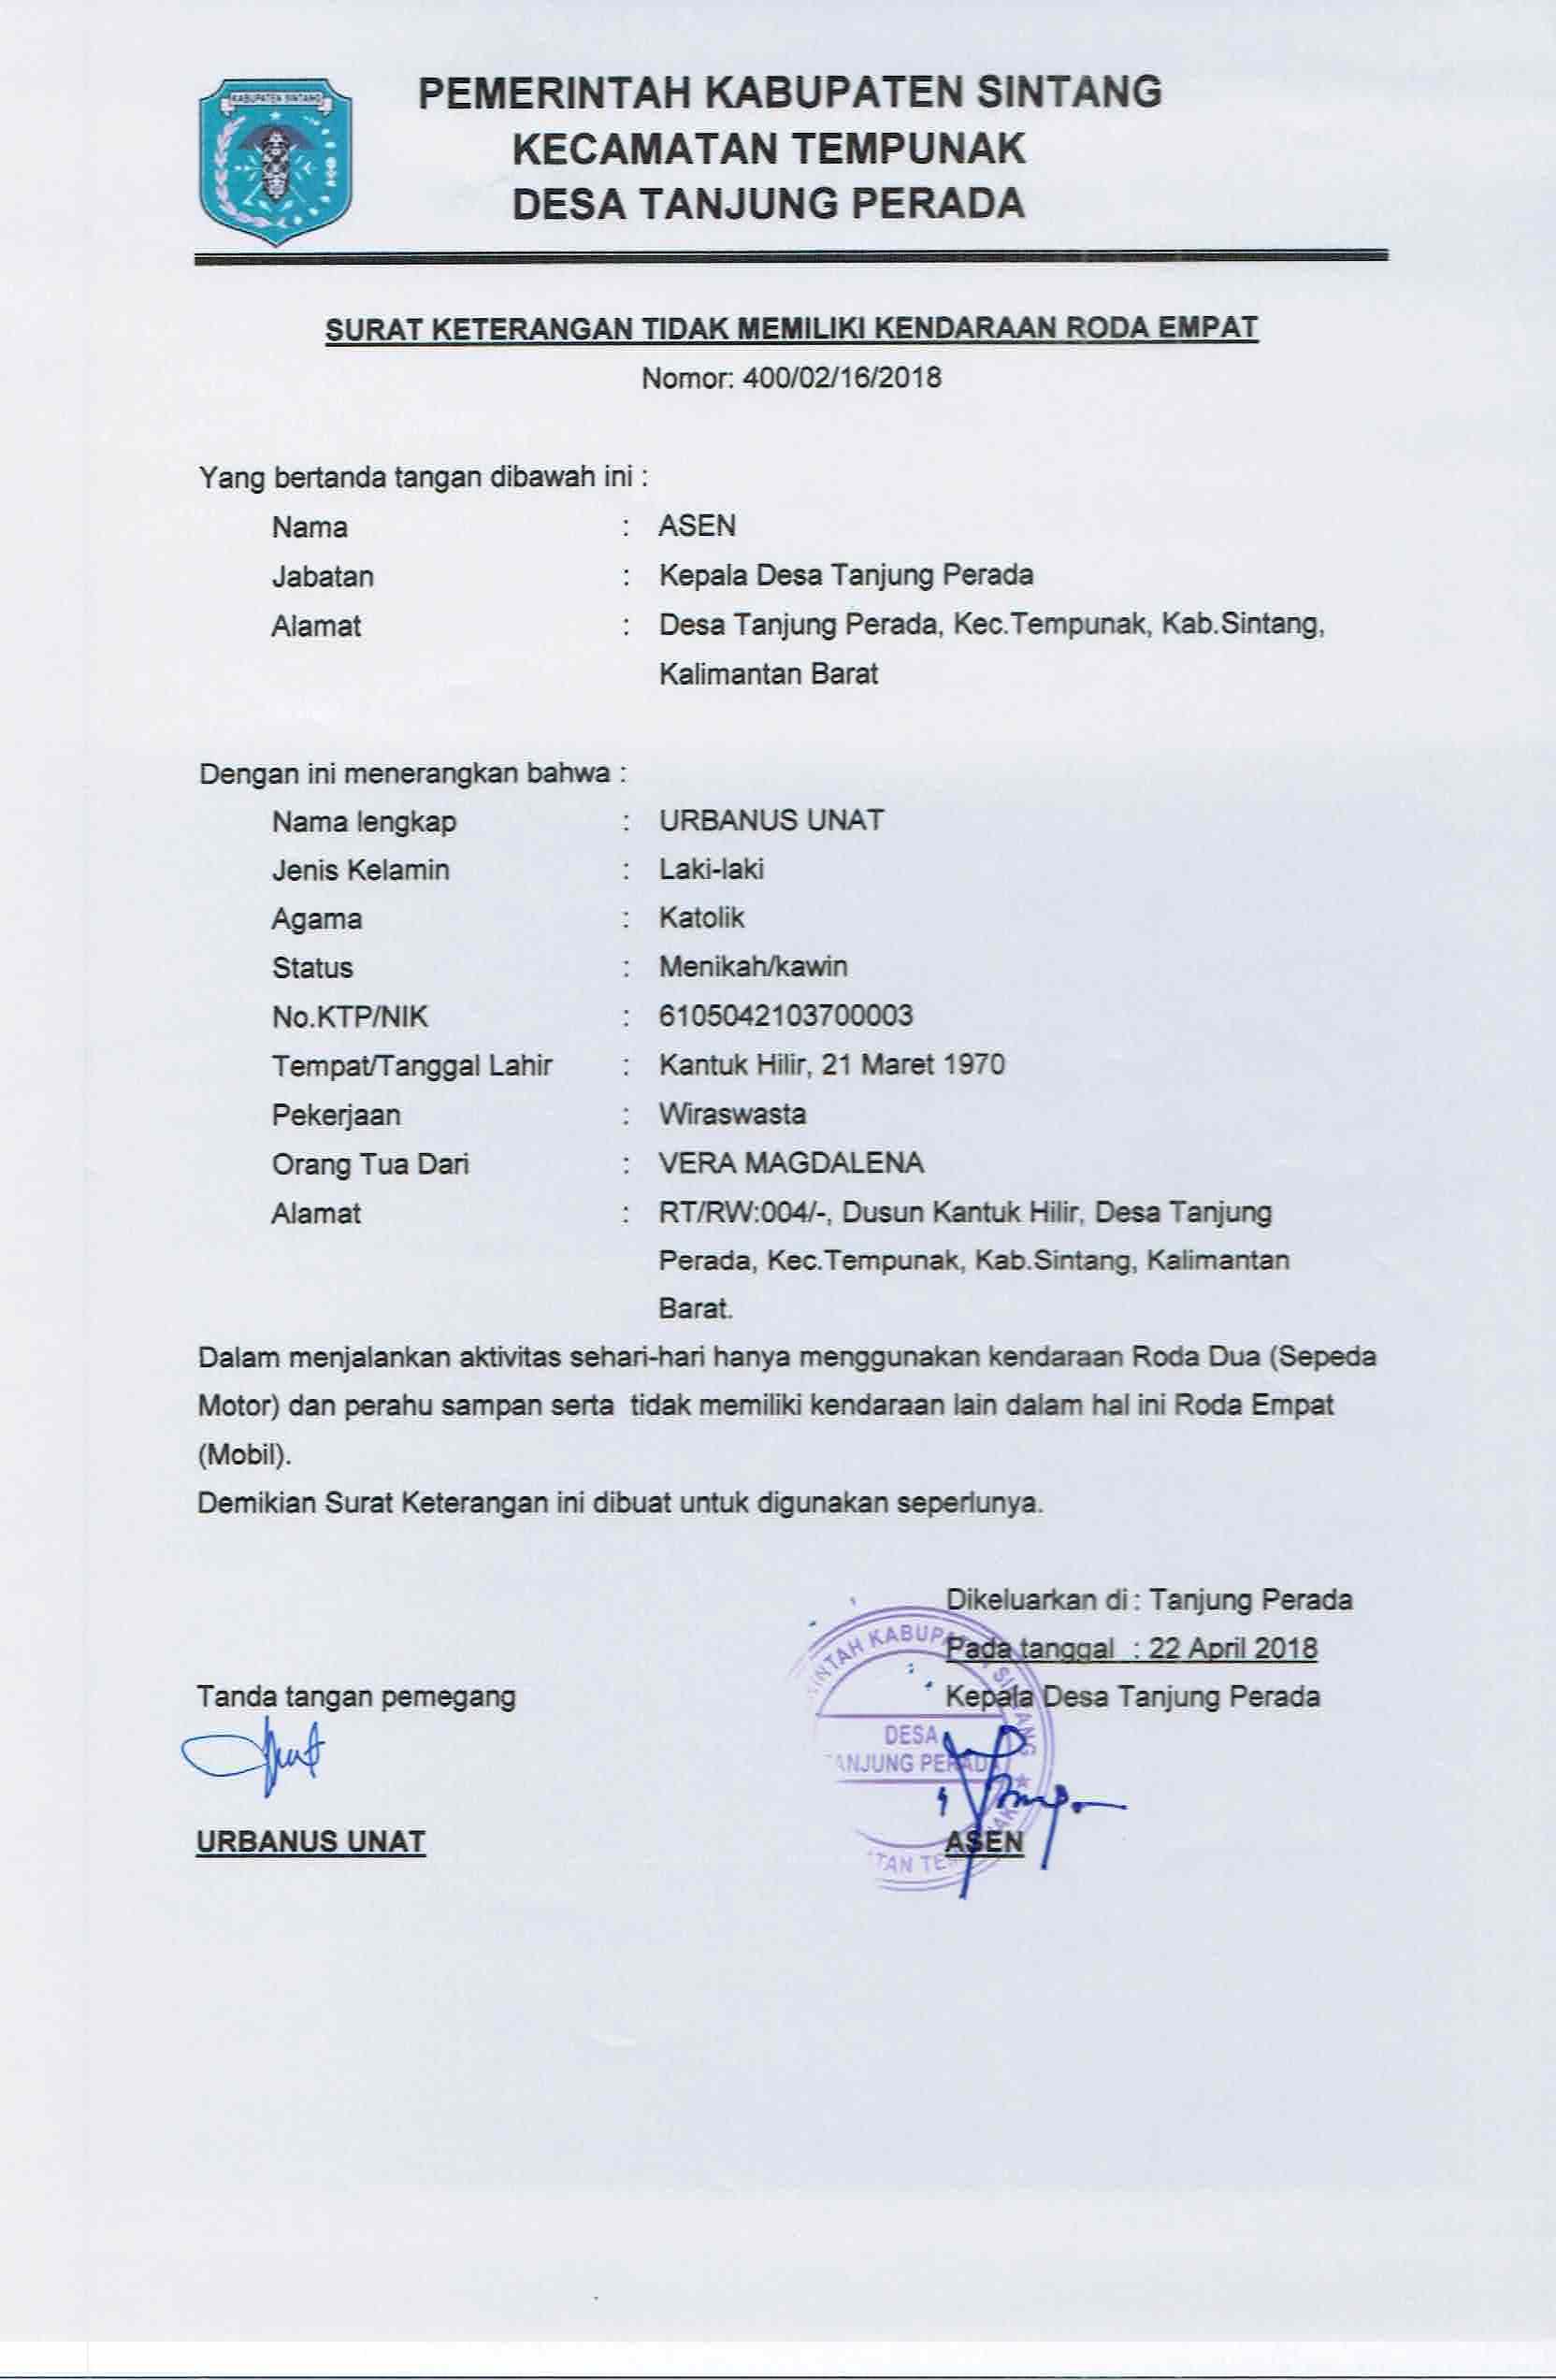 KABUPATEN SINTANG
PEMERINTAH KABUPATEN SINTANG
KECAMATAN TEMPUNAK
DESA TANJUNG PERADA
SURAT KETERANGAN TIDAK MEMILIKI KENDARAAN RODA EMPAT
Nomor: 400/02/16/2018
Yang bertanda tangan dibawah ini :
Nama : ASEN
Jabatan : Kepala Desa Tanjung Perada
Alamat : Desa Tanjung Perada, Kec.Tempunak, Kab.Sintang,
Kalimantan Barat
Dengan ini menerangkan bahwa :
Nama lengkap : URBANUS UNAT
Jenis Kelamin : Laki-laki
Agama : Katolik
Status : Menikah/kawin
No.KTP/NIK : 6105042103700003
Tempat/Tanggal Lahir : Kantuk Hilir, 21 Maret 1970
Pekerjaan : Wiraswasta
Orang Tua Dari : VERA MAGDALENA
Alamat : RT/RW:004/-, Dusun Kantuk Hilir, Desa Tanjung
Perada, Kec.Tempunak, Kab.Sintang, Kalimantan
Barat.
Dalam menjalankan aktivitas sehari-hari hanya menggunakan kendaraan Roda Dua (Sepeda
Motor) dan perahu sampan serta tidak memiliki kendaraan lain dalam hal ini Roda Empat
(Mobil).
Demikian Surat Keterangan ini dibuat untuk digunakan seperlunya.
Dikeluarkan di : Tanjung Perada
Pada tanggal : 22 April 2018
Tanda tangan pemegang
Kepala Desa Tanjung Perada
DESA
ANJUNG PERADA
URBANUS UNAT
ASEN